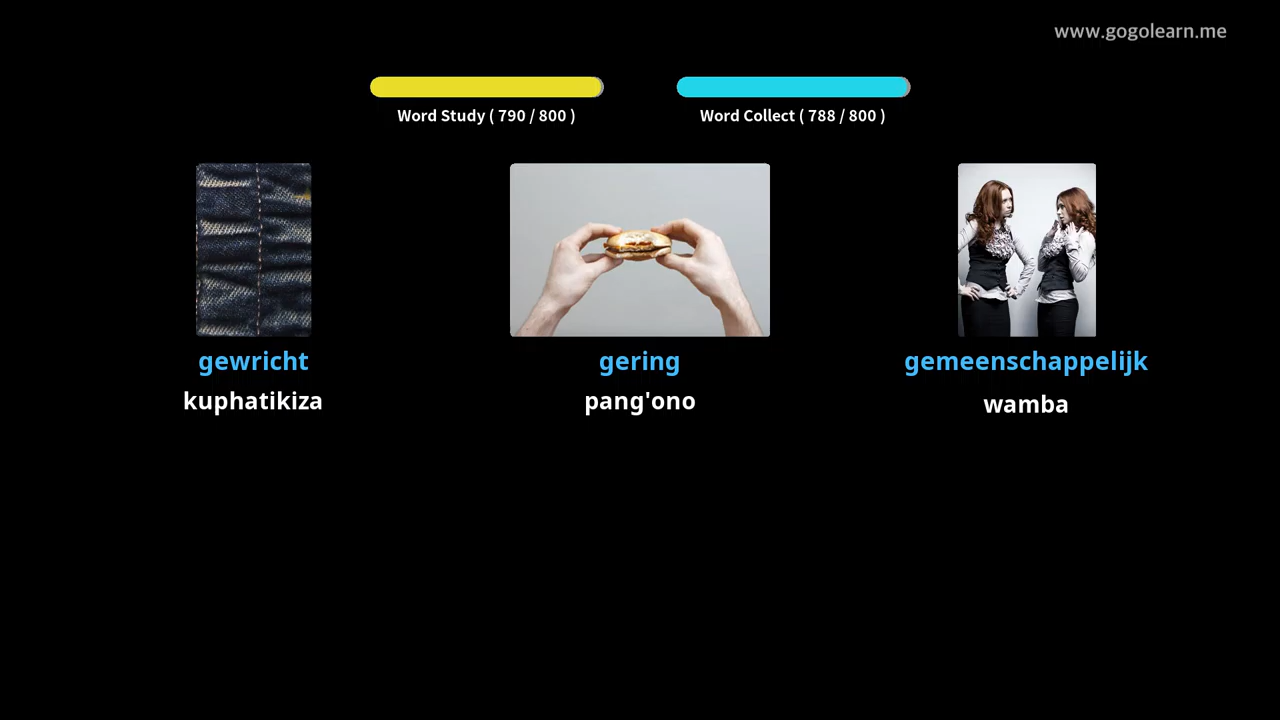 www.gogolearn.me
Word Study ( 790 / 800 )
Word Collect ( 788 / 800 )
gewricht
kuphatikiza
gering
pang'ono
gemeenschappelijk
wamba